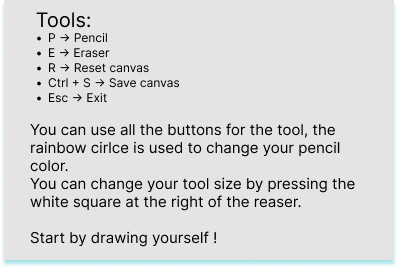 Tools:
• P → Pencil
• E → Eraser
• R → Reset canvas
• Ctrl + S → Save canvas
• Esc → Exit
You can use all the buttons for the tool, the
rainbow cirlce is used to change your pencil
color.
You can change your tool size by pressing the
white square at the right of the reaser.
Start by drawing yourself !